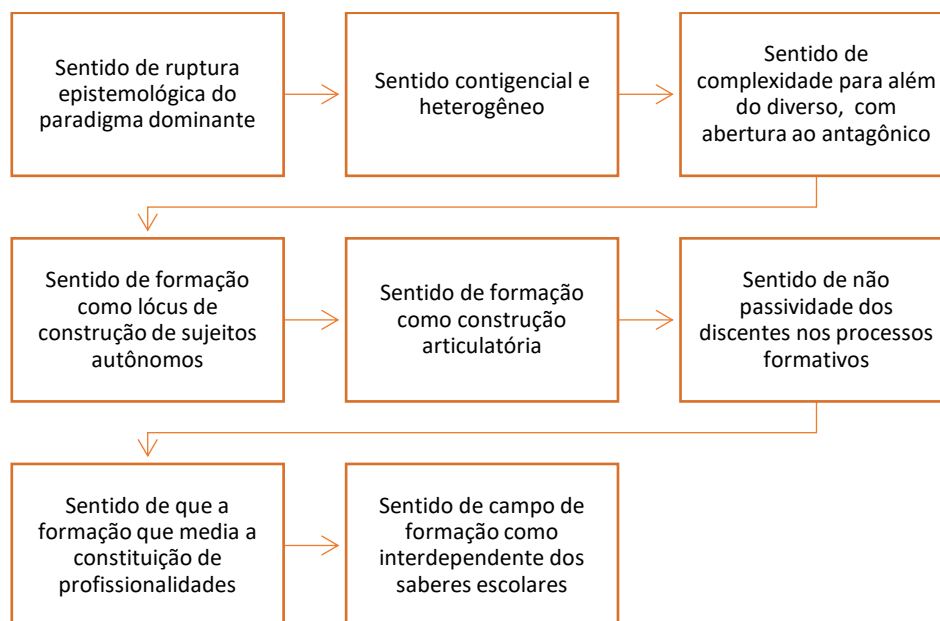 Sentido de ruptura
epistemológica do
paradigma dominante
Sentido contigencial e
heterogêneo
Sentido de
complexidade para além
do diverso, com
abertura ao antagônico
Sentido de formação
como lócus de
construção de sujeitos
autônomos
Sentido de formação
como construção
articulatória
Sentido de não
passividade dos
discentes nos processos
formativos
Sentido de que a
formação que media a
constituição de
profissionalidades
Sentido de campo de
formação como
interdependente dos
saberes escolares